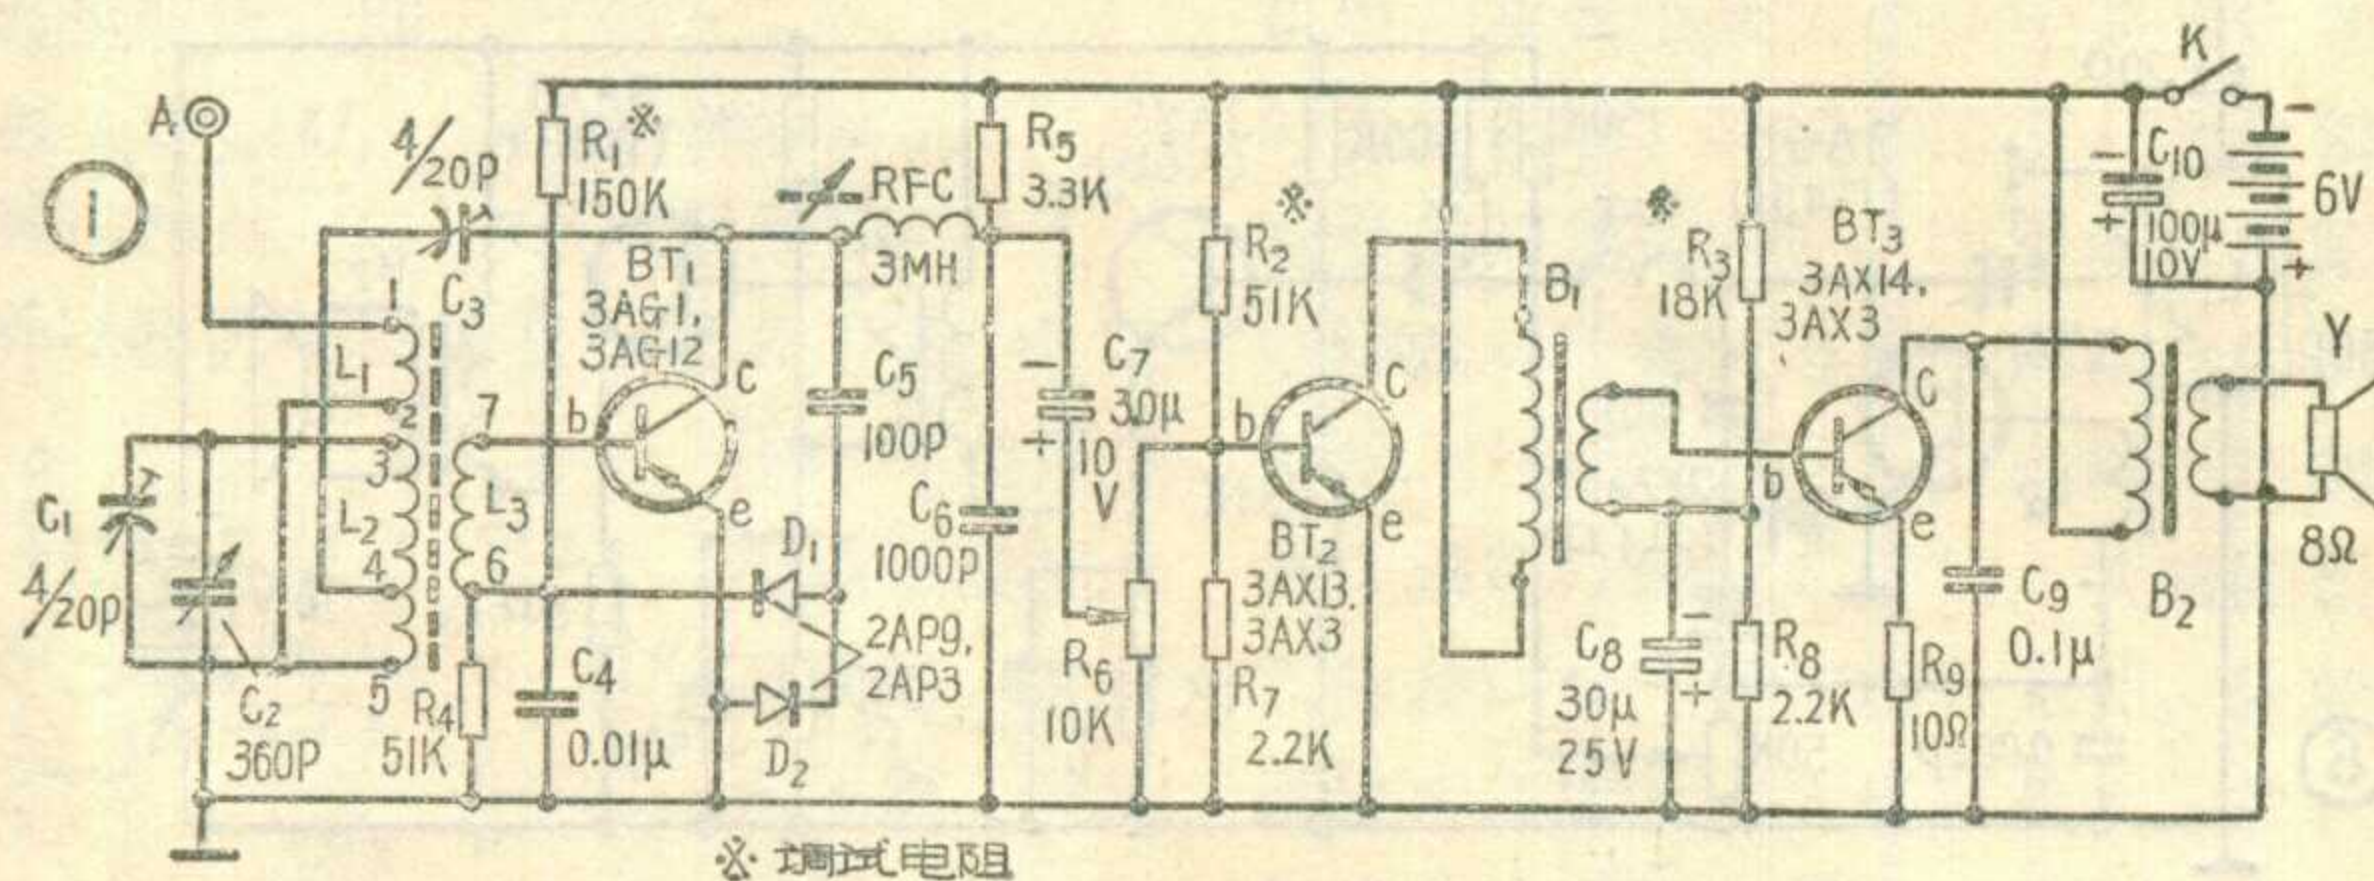 ①
A
4/20P
C₃
R₁※
150K
RFC
3MH
R₅
3.3K
K
C₁₀
100μ
10V
6V
1
L₁
2
3
L₂
4
5
7
L₃
6
C₁
4/20P
C₂
360P
R₄
51K
C₄
0.01μ
BT₁
3AG1.
3AG12
b
c
e
C₅
100P
D₁
D₂
2AP9.
2AP3
C₆
1000P
C₇
30μ
10
V
R₆
10K
R₂※
51K
b
c
e
BT₂
3AX13.
3AX3
R₇
2.2K
B₁
※
R₃
18K
BT₃
3AX14.
3AX3
b
c
e
C₈
30μ
25V
R₈
2.2K
R₉
10Ω
C₉
0.1μ
B₂
Y
8Ω
※ 调试电阻